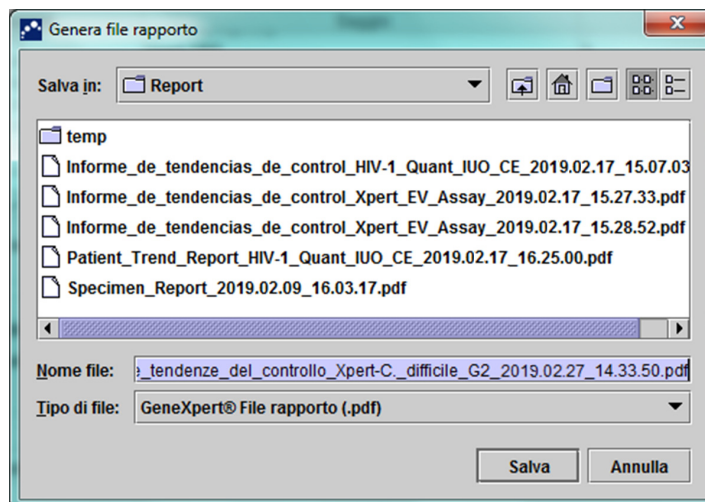 Genera file rapporto
Salva in: Report
temp
Informe_de_tendencias_de_control_HIV-1_Quant_IUO_CE_2019.02.17_15.07.03
Informe_de_tendencias_de_control_Xpert_EV_Assay_2019.02.17_15.27.33.pdf
Informe_de_tendencias_de_control_Xpert_EV_Assay_2019.02.17_15.28.52.pdf
Patient_Trend_Report_HIV-1_Quant_IUO_CE_2019.02.17_16.25.00.pdf
Specimen_Report_2019.02.09_16.03.17.pdf
Nome file: _tendenze_del_controllo_Xpert-C._difficile_G2_2019.02.27_14.33.50.pdf
Tipo di file: GeneXpert® File rapporto (.pdf)
Salva Annulla